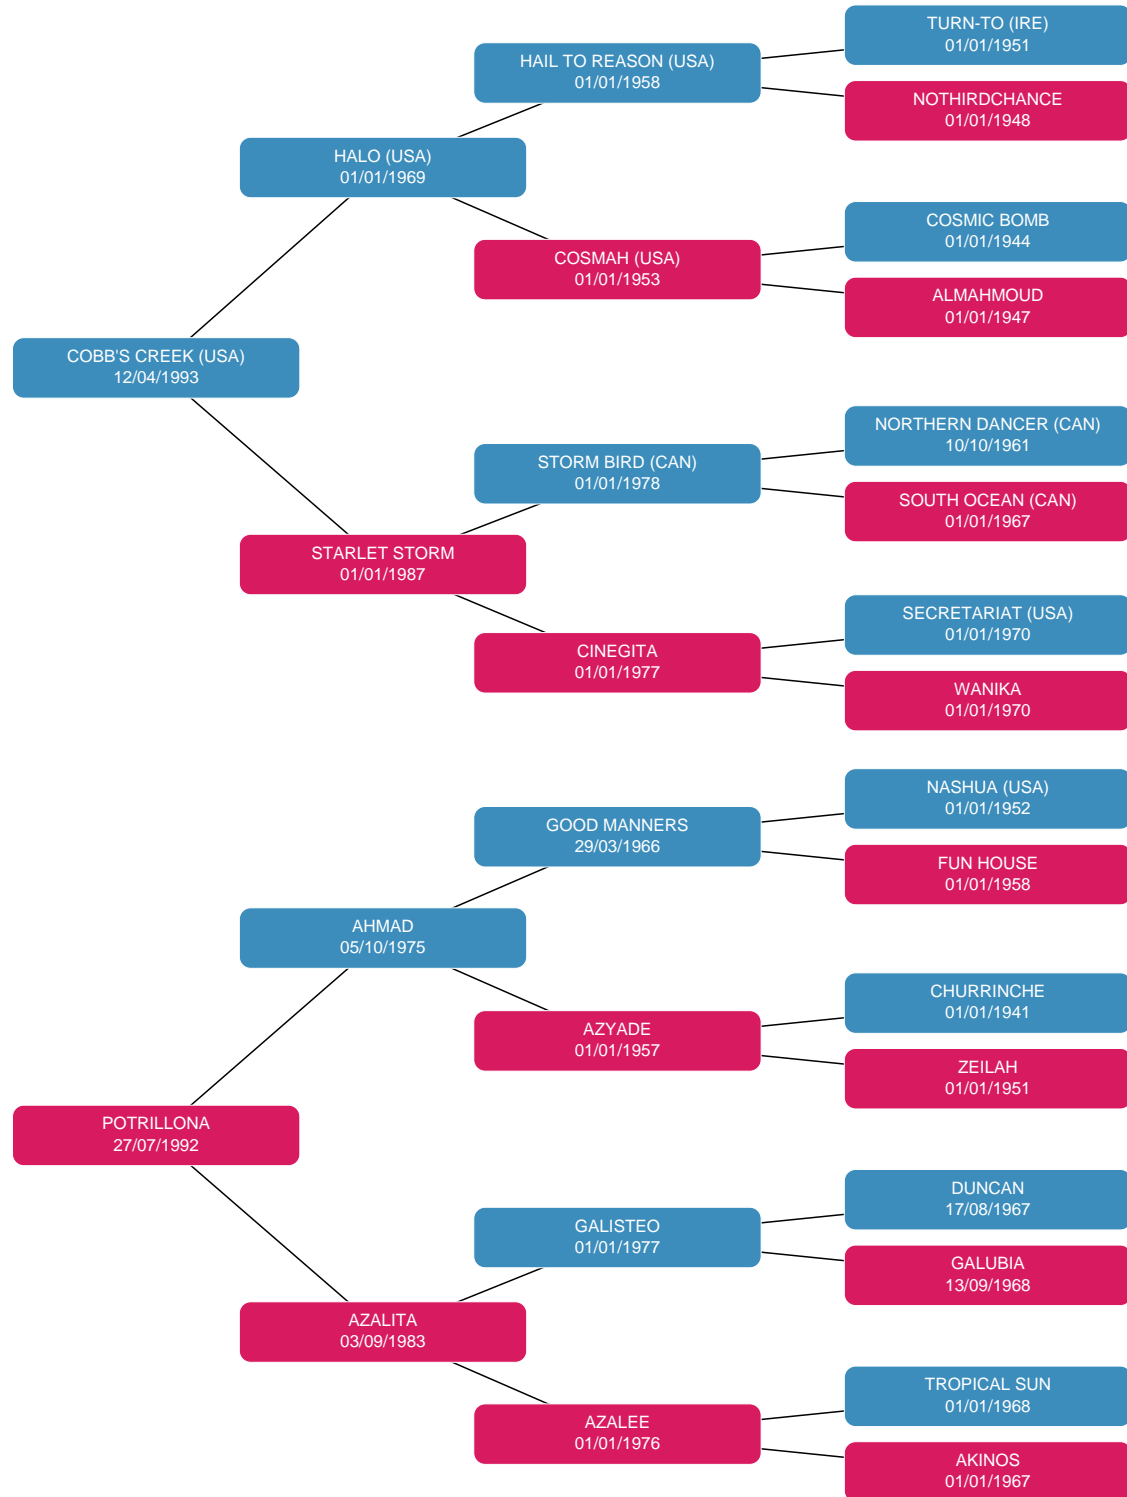 TURN-TO (IRE)
01/01/1951
HAIL TO REASON (USA)
01/01/1958
NOTHIRDCHANCE
01/01/1948
HALO (USA)
01/01/1969
COSMIC BOMB
01/01/1944
COSMAH (USA)
01/01/1953
ALMAHMOUD
01/01/1947
COBB'S CREEK (USA)
12/04/1993
NORTHERN DANCER (CAN)
10/10/1961
STORM BIRD (CAN)
01/01/1978
SOUTH OCEAN (CAN)
01/01/1967
STARLET STORM
01/01/1987
SECRETARIAT (USA)
01/01/1970
CINEGITA
01/01/1977
WANIKA
01/01/1970
NASHUA (USA)
01/01/1952
GOOD MANNERS
29/03/1966
FUN HOUSE
01/01/1958
AHMAD
05/10/1975
CHURRINCHE
01/01/1941
AZYADE
01/01/1957
ZEILAH
01/01/1951
POTRILLONA
27/07/1992
DUNCAN
17/08/1967
GALISTEO
01/01/1977
GALUBIA
13/09/1968
AZALITA
03/09/1983
TROPICAL SUN
01/01/1968
AZALEE
01/01/1976
AKINOS
01/01/1967